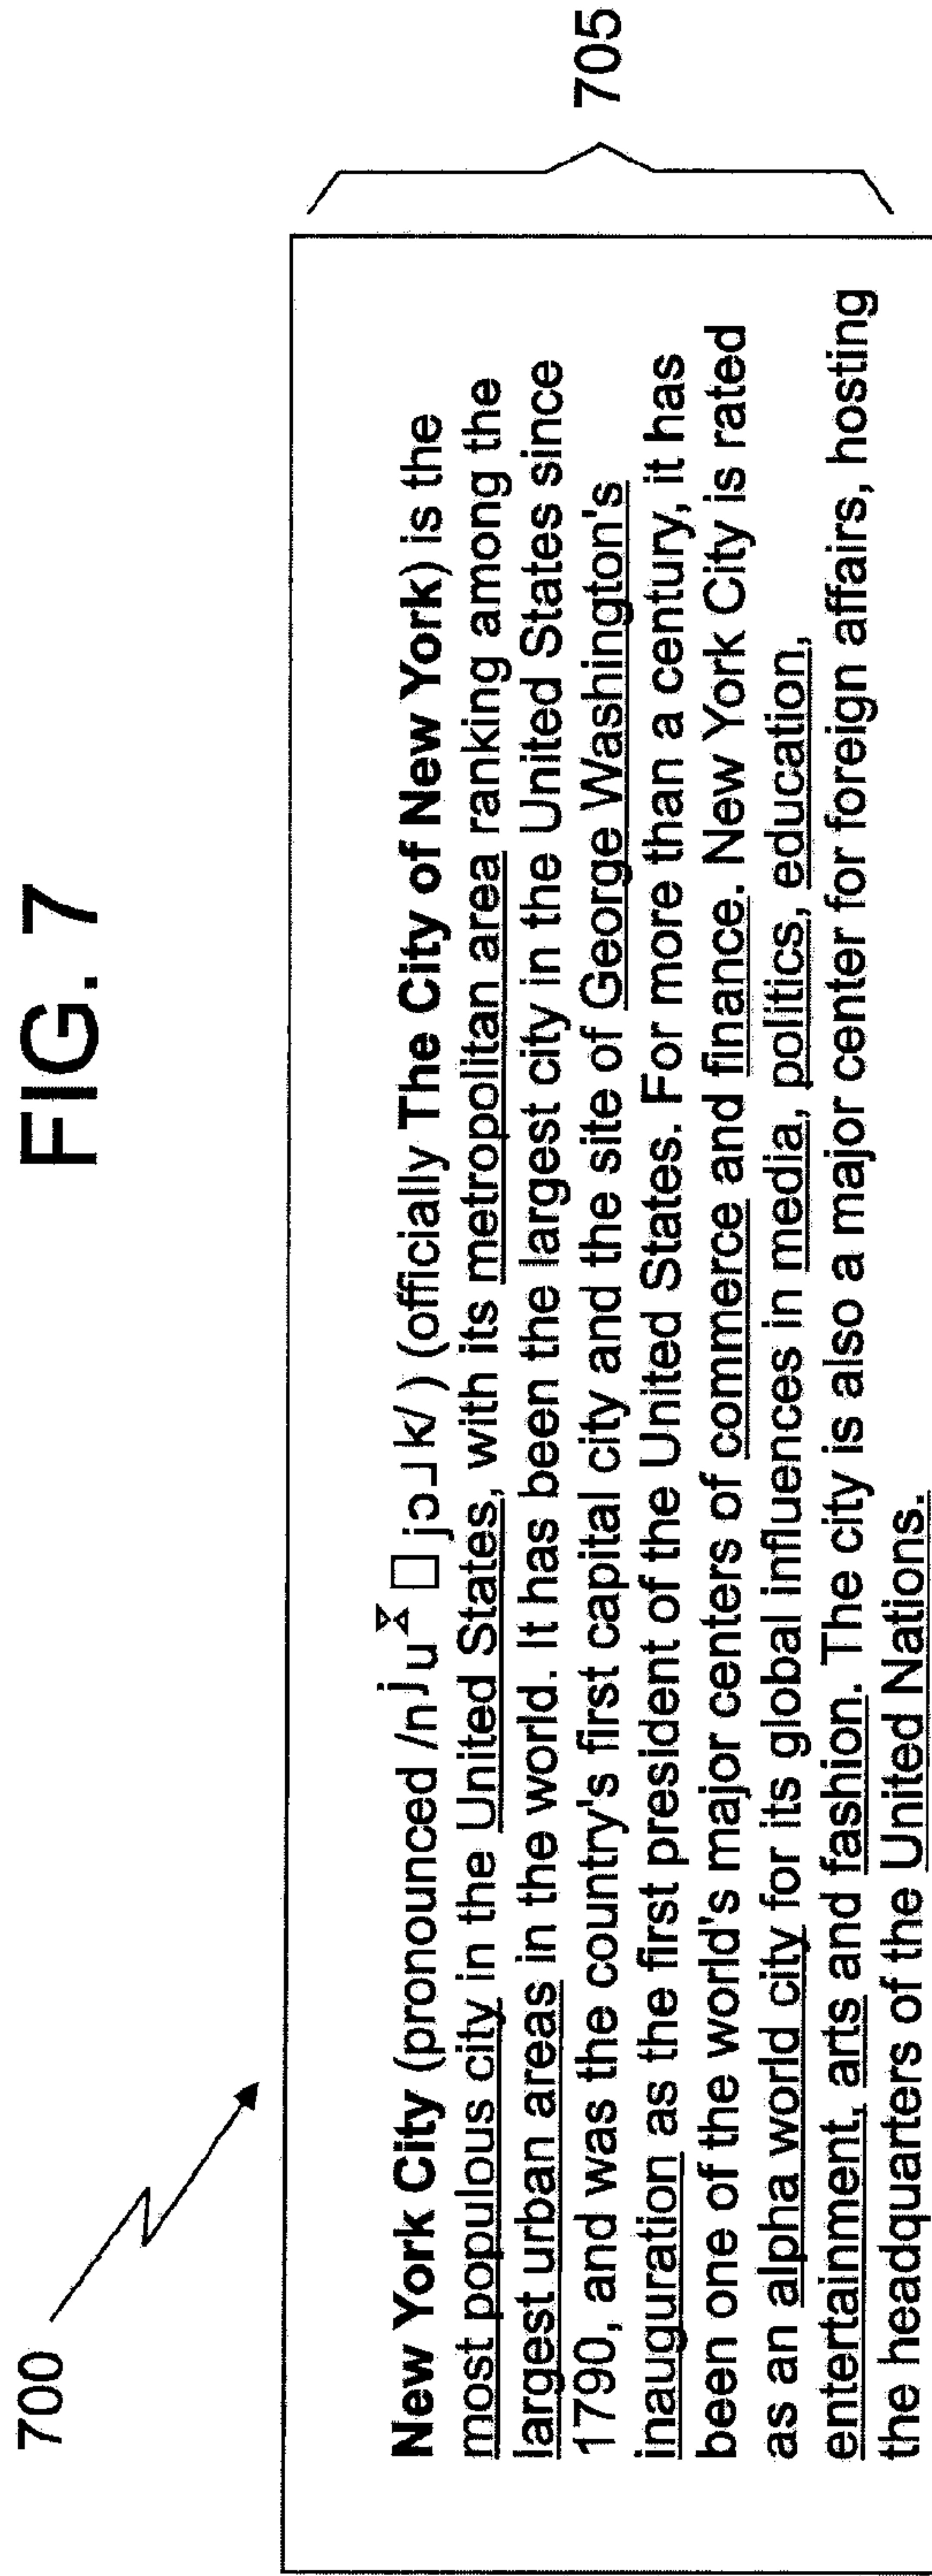 FIG. 7
700
705
New York City (pronounced /nʲuˠ□jɔɹk/) (officially The City of New York) is the
most populous city in the United States, with its metropolitan area ranking among the
largest urban areas in the world. It has been the largest city in the United States since
1790, and was the country's first capital city and the site of George Washington's
inauguration as the first president of the United States. For more than a century, it has
been one of the world's major centers of commerce and finance. New York City is rated
as an alpha world city for its global influences in media, politics, education,
entertainment, arts and fashion. The city is also a major center for foreign affairs, hosting
the headquarters of the United Nations.